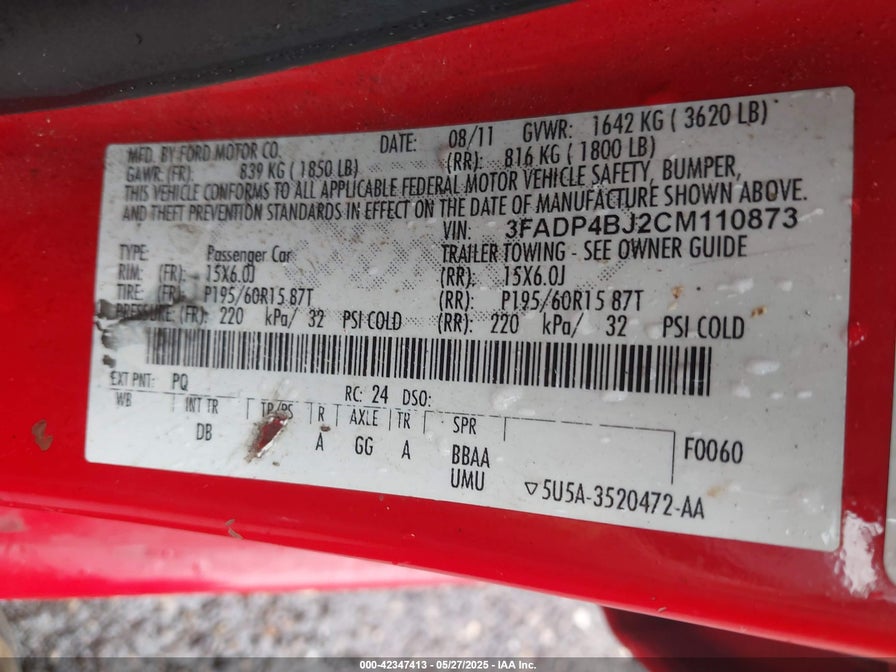 MFD. BY FORD MOTOR CO. DATE: 08/11 GVWR: 1642 KG ( 3620 LB)
GAWR: (FR): 839 KG ( 1850 LB) (RR): 816 KG ( 1800 LB)
THIS VEHICLE CONFORMS TO ALL APPLICABLE FEDERAL MOTOR VEHICLE SAFETY, BUMPER,
AND THEFT PREVENTION STANDARDS IN EFFECT ON THE DATE OF MANUFACTURE SHOWN ABOVE.
VIN: 3FADP4BJ2CM110873
TYPE: Passenger Car TRAILER TOWING - SEE OWNER GUIDE
RIM: (FR): 15X6.0J (RR): 15X6.0J
TIRE: (FR): P195/60R15 87T (RR): P195/60R15 87T
PRESSURE: (FR): 220 kPa/ 32 PSI COLD (RR): 220 kPa/ 32 PSI COLD
EXT PNT: PQ RC: 24 DSO:
WB INT TR TP/PS R AXLE TR SPR
DB A GG A BBAA F0060
UMU ▽5U5A-3520472-AA
000-42347413 - 05/27/2025 - IAA Inc.